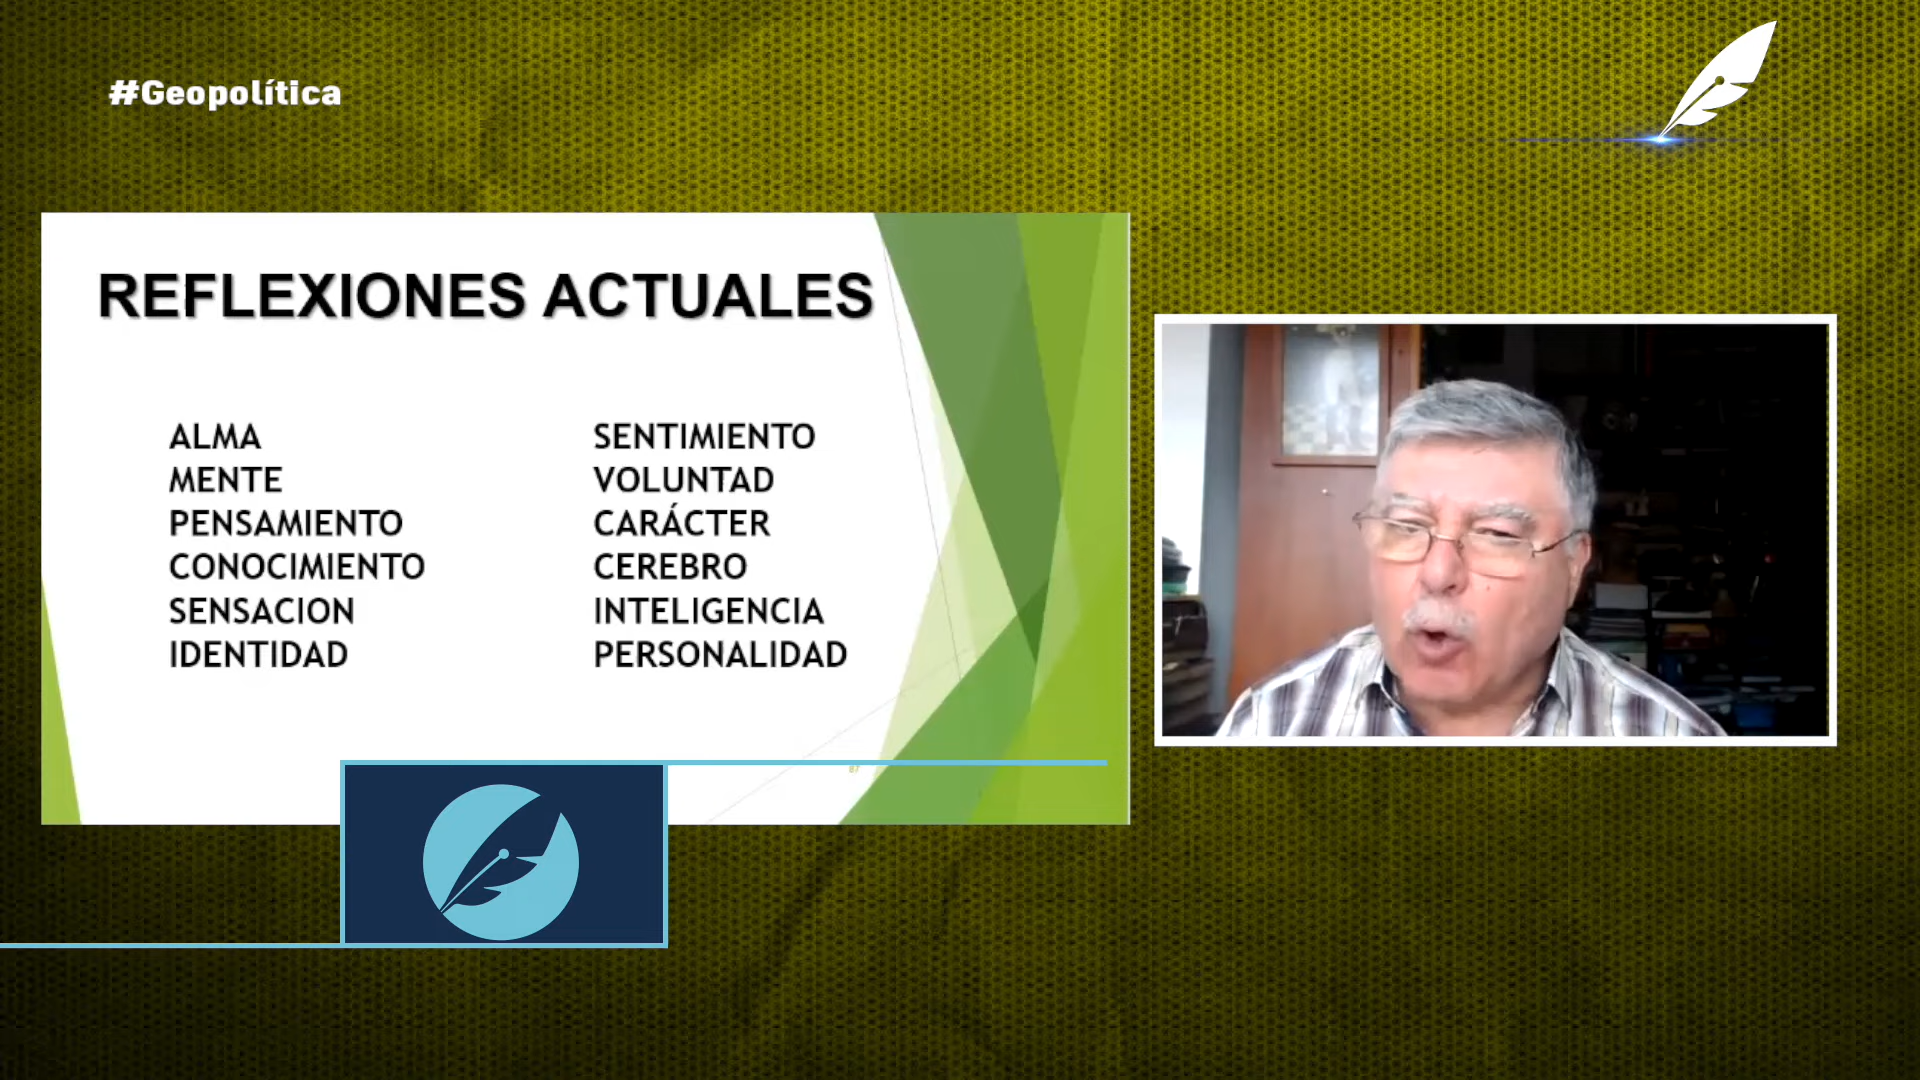 #Geopolítica
REFLEXIONES ACTUALES
ALMA
MENTE
PENSAMIENTO
CONOCIMIENTO
SENSACION
IDENTIDAD
SENTIMIENTO
VOLUNTAD
CARÁCTER
CEREBRO
INTELIGENCIA
PERSONALIDAD